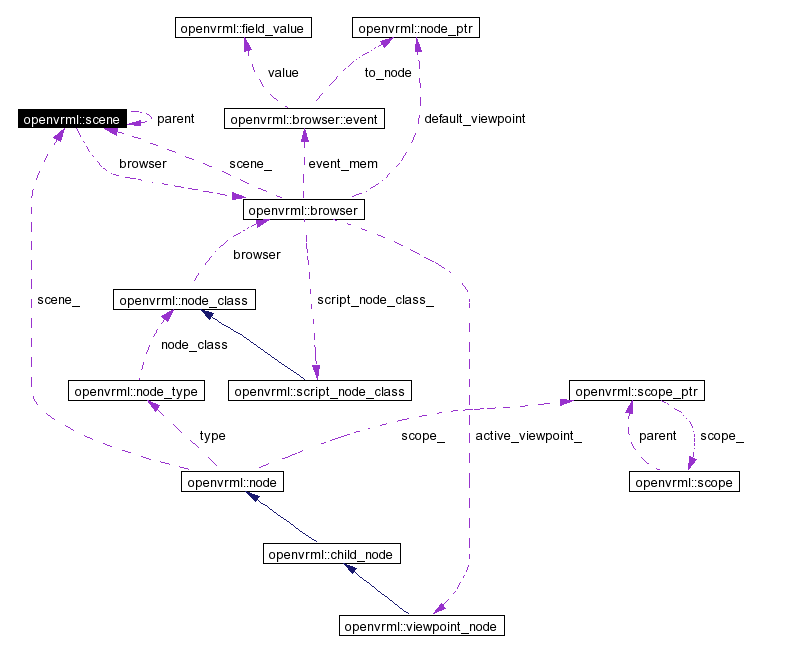 openvrml::field_value
openvrml::node_ptr
value
to_node
openvrml::scene
parent
openvrml::browser::event
default_viewpoint
browser
scene_
event_mem
openvrml::browser
browser
openvrml::node_class
scene_
script_node_class_
node_class
openvrml::node_type
openvrml::script_node_class
openvrml::scope_ptr
type
scope_
active_viewpoint_
parent
scope_
openvrml::node
openvrml::scope
openvrml::child_node
openvrml::viewpoint_node